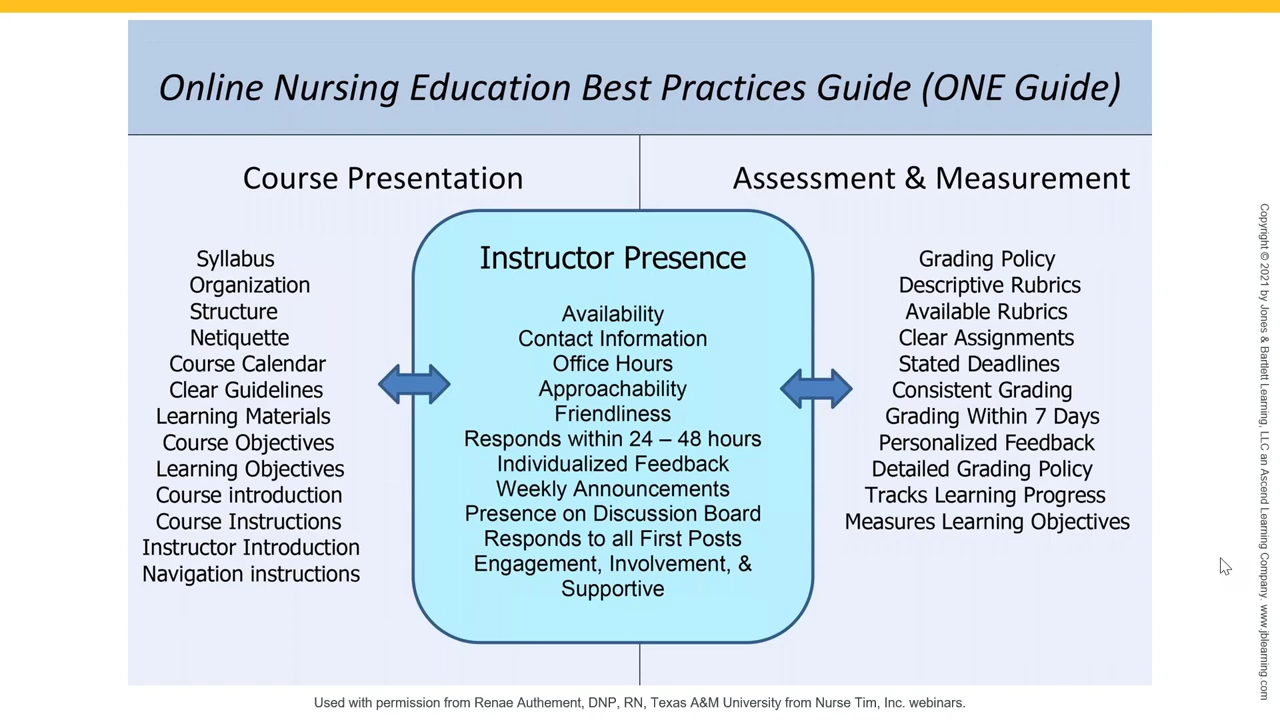 Online Nursing Education Best Practices Guide (ONE Guide)
Course Presentation
Syllabus
Organization
Structure
Netiquette
Course Calendar
Clear Guidelines
Learning Materials
Course Objectives
Learning Objectives
Course introduction
Course Instructions
Instructor Introduction
Navigation instructions
Instructor Presence
Availability
Contact Information
Office Hours
Approachability
Friendliness
Responds within 24 – 48 hours
Individualized Feedback
Weekly Announcements
Presence on Discussion Board
Responds to all First Posts
Engagement, Involvement, &
Supportive
Assessment & Measurement
Grading Policy
Descriptive Rubrics
Available Rubrics
Clear Assignments
Stated Deadlines
Consistent Grading
Grading Within 7 Days
Personalized Feedback
Detailed Grading Policy
Tracks Learning Progress
Measures Learning Objectives
Used with permission from Renae Authement, DNP, RN, Texas A&M University from Nurse Tim, Inc. webinars.
Copyright © 2021 by Jones & Bartlett Learning, LLC an Ascend Learning Company. www.jblearning.com